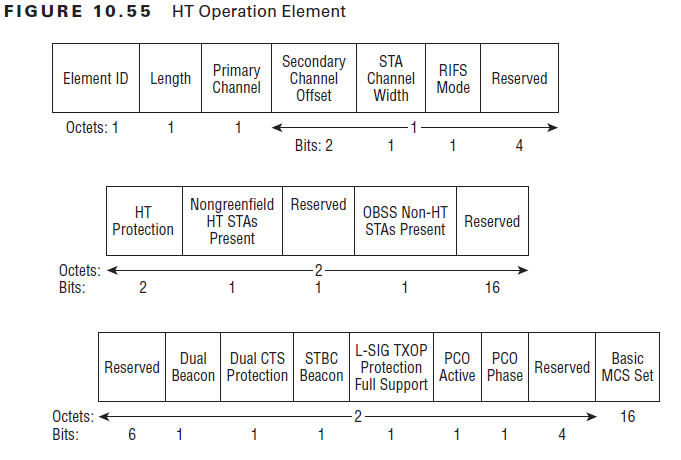 FIGURE 10.55 HT Operation Element
Element ID
Length
Primary
Channel
Secondary
Channel
Offset
STA
Channel
Width
RIFS
Mode
Reserved
Octets: 1 1 1 1
Bits: 2 1 1 4
HT
Protection
Nongreenfield
HT STAs
Present
Reserved
OBSS Non-HT
STAs Present
Reserved
Octets: 2
Bits: 2 1 1 1 16
Reserved
Dual
Beacon
Dual CTS
Protection
STBC
Beacon
L-SIG TXOP
Protection
Full Support
PCO
Active
PCO
Phase
Reserved
Basic
MCS Set
Octets: 2 16
Bits: 6 1 1 1 1 1 1 4